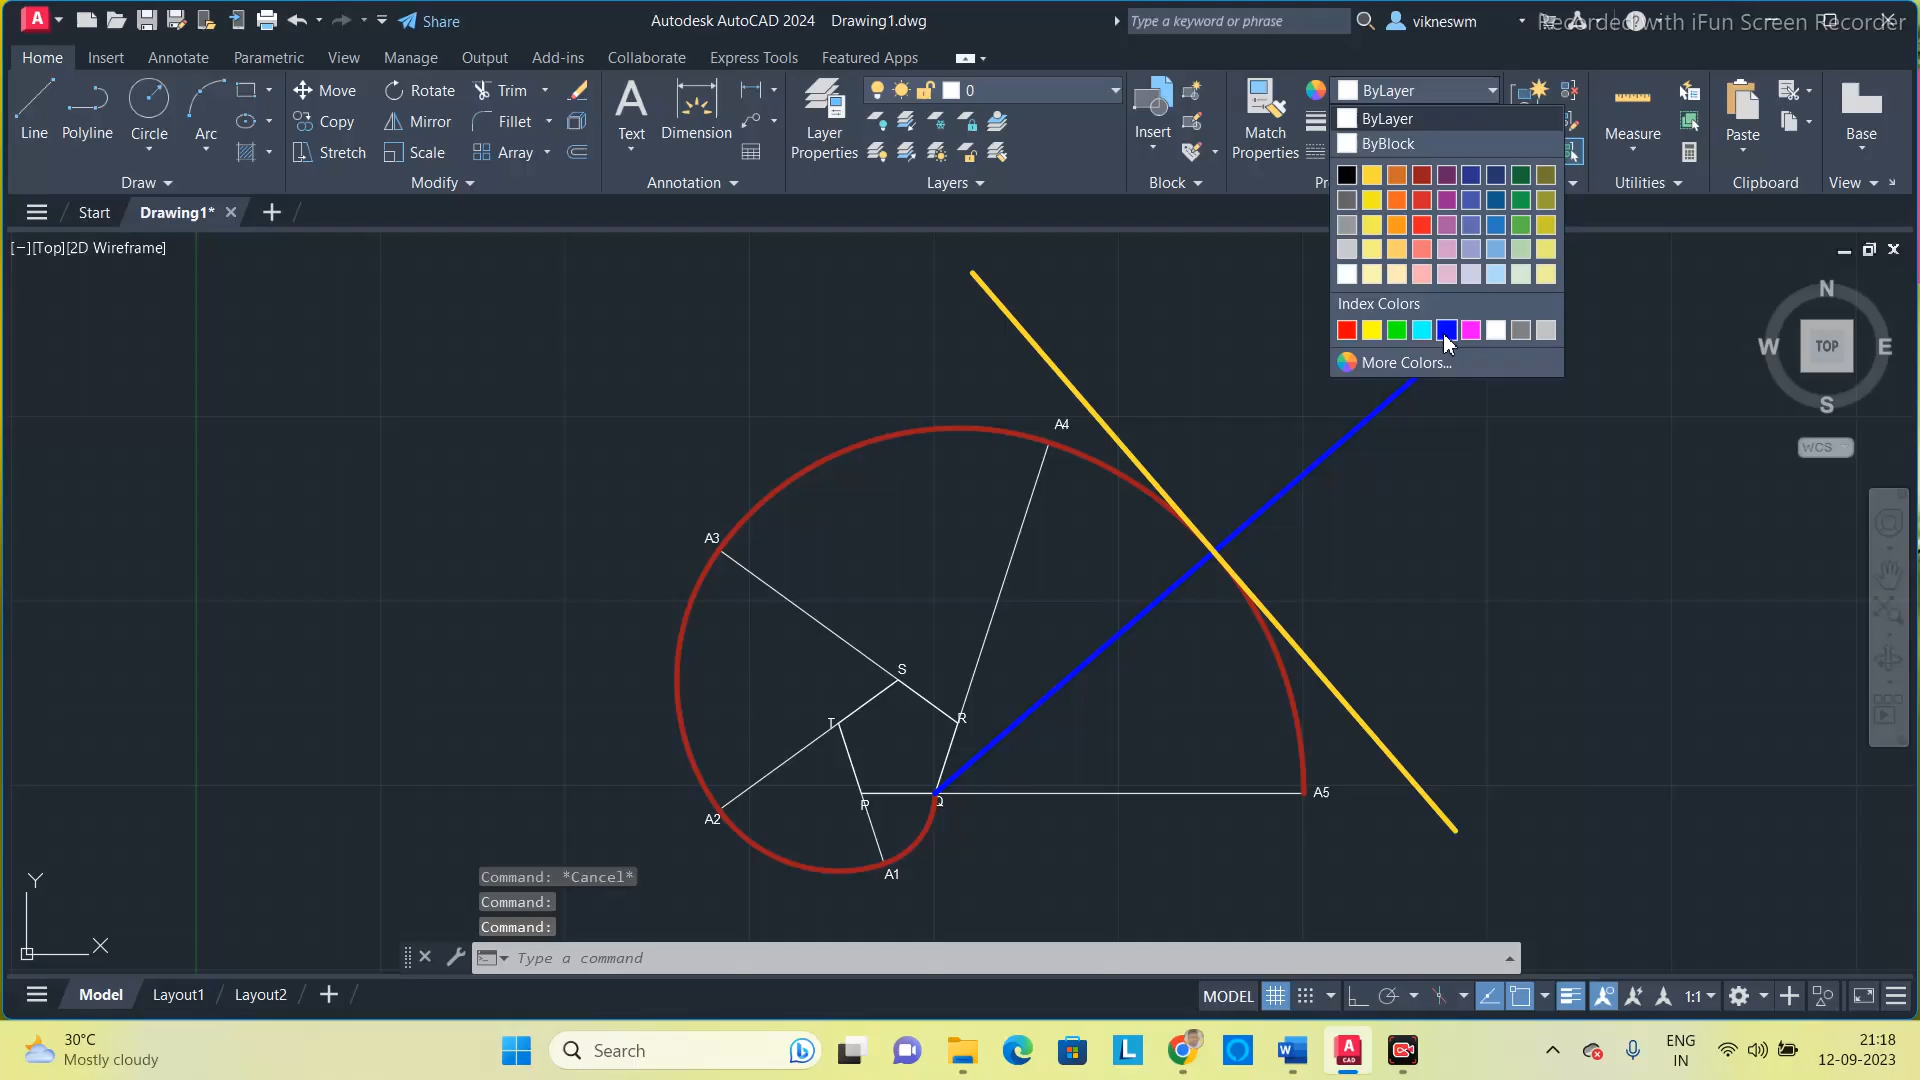 A Share Autodesk AutoCAD 2024 Drawing1.dwg Type a keyword or phrase vikneswm Recorded with iFun Screen Recorder
Home Insert Annotate Parametric View Manage Output Add-ins Collaborate Express Tools Featured Apps
Line Polyline Circle Arc
Move Rotate Trim
Copy Mirror Fillet
Stretch Scale Array
Text Dimension
Layer Properties
0
Insert
Match Properties
ByLayer
ByLayer
ByBlock
Index Colors
More Colors...
Measure
Paste
Base
Draw Modify Annotation Layers Block Pr Utilities Clipboard View
Start Drawing1*
[−][Top][2D Wireframe]
N
W TOP E
S
WCS
A4
A3
S
T R
P Q A5
A2
A1
Y
X
Command: *Cancel*
Command:
Command:
Type a command
Model Layout1 Layout2 MODEL 1:1
30°C
Mostly cloudy
Search
L
W
A
CAD
ENG
IN
21:18
12-09-2023